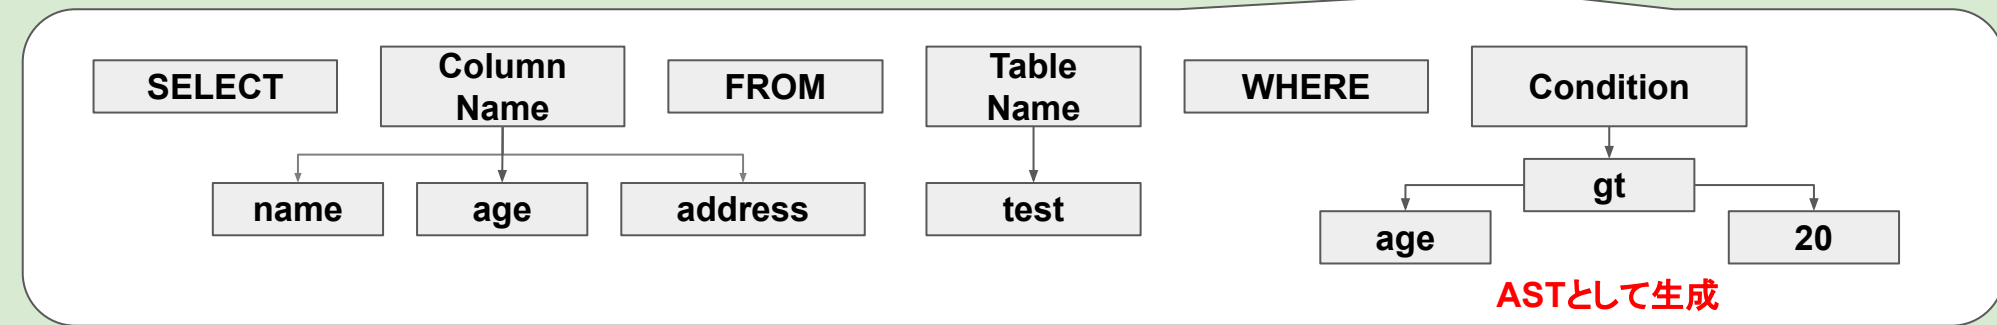 SELECT
Column
Name
FROM
Table
Name
WHERE
Condition
name
age
address
test
gt
age
20
ASTとして生成